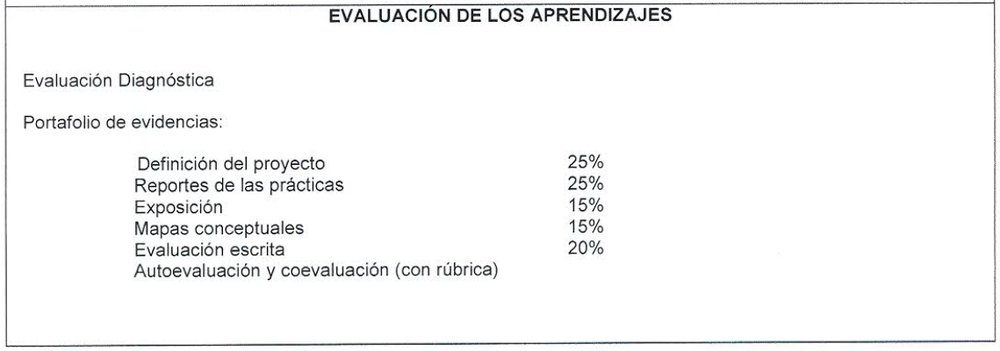 EVALUACIÓN DE LOS APRENDIZAJES
Evaluación Diagnóstica
Portafolio de evidencias:
Definición del proyecto 25%
Reportes de las prácticas 25%
Exposición 15%
Mapas conceptuales 15%
Evaluación escrita 20%
Autoevaluación y coevaluación (con rúbrica)